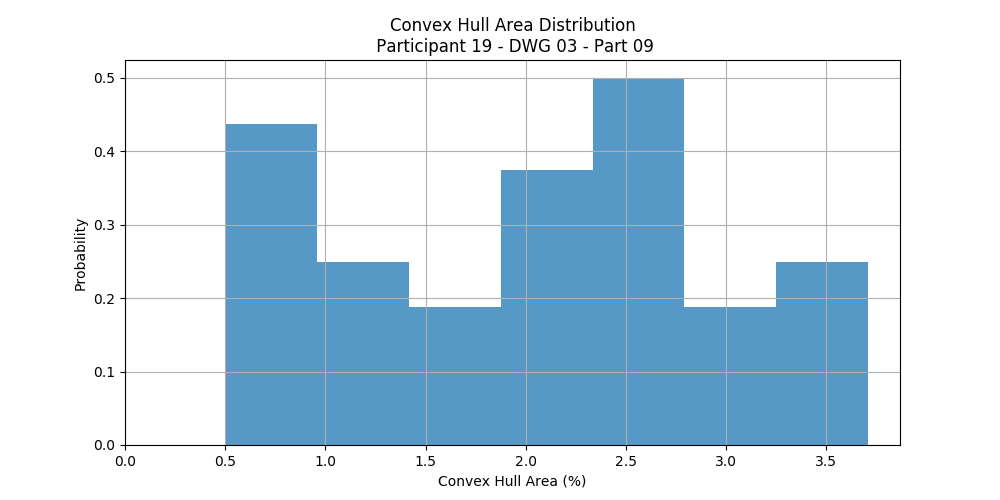 Convex Hull Area Distribution
Participant 19 - DWG 03 - Part 09
0.5
0.4
0.3
0.2
0.1
0.0
Probability
0.0 0.5 1.0 1.5 2.0 2.5 3.0 3.5
Convex Hull Area (%)